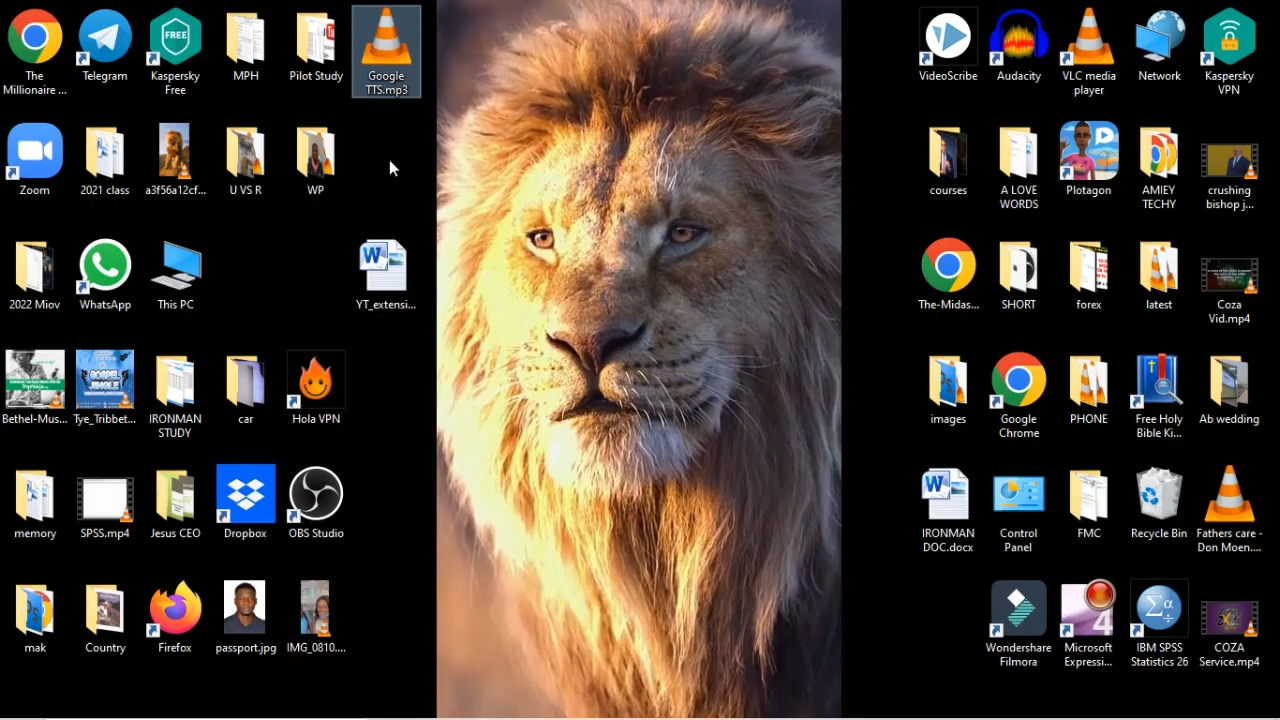 The
Millionaire ...
Telegram
Kaspersky
Free
FREE
MPH
Pilot Study
Google
TTS.mp3
VideoScribe
Audacity
VLC media
player
Network
Kaspersky
VPN
Zoom
2021 class
a3f56a12cf...
U VS R
WP
courses
A LOVE
WORDS
Plotagon
AMIEY
TECHY
crushing
bishop j...
2022 Miov
WhatsApp
This PC
YT_extensi...
The-Midas...
SHORT
forex
latest
Coza
Vid.mp4
Bethel-Mus...
Tye_Tribbet...
IRONMAN
STUDY
car
Hola VPN
images
Google
Chrome
PHONE
Free Holy
Bible Ki...
Ab wedding
memory
SPSS.mp4
Jesus CEO
Dropbox
OBS Studio
IRONMAN
DOC.docx
Control
Panel
FMC
Recycle Bin
Fathers care -
Don Moen....
mak
Country
Firefox
passport.jpg
IMG_0810....
Wondershare
Filmora
Microsoft
Expressi...
IBM SPSS
Statistics 26
COZA
Service.mp4